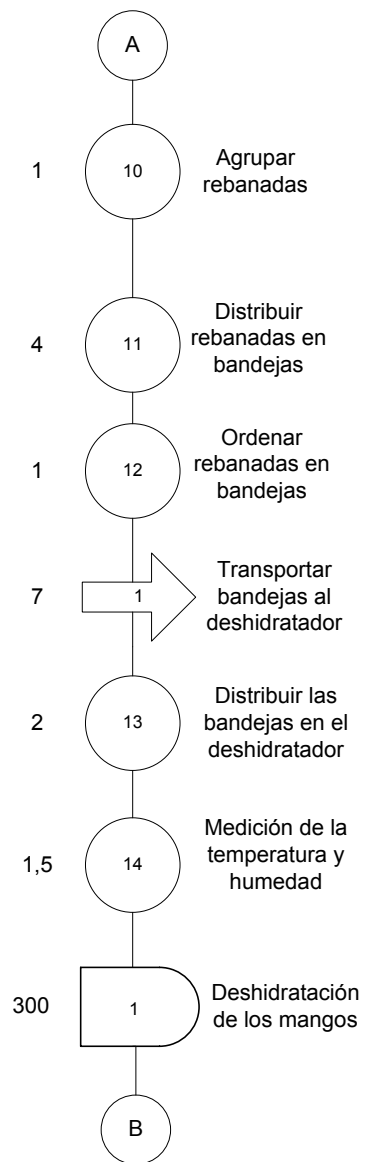 A
1
10
Agrupar
rebanadas
4
11
Distribuir
rebanadas en
bandejas
1
12
Ordenar
rebanadas en
bandejas
7
1
Transportar
bandejas al
deshidratador
2
13
Distribuir las
bandejas en el
deshidratador
1,5
14
Medición de la
temperatura y
humedad
300
1
Deshidratación
de los mangos
B